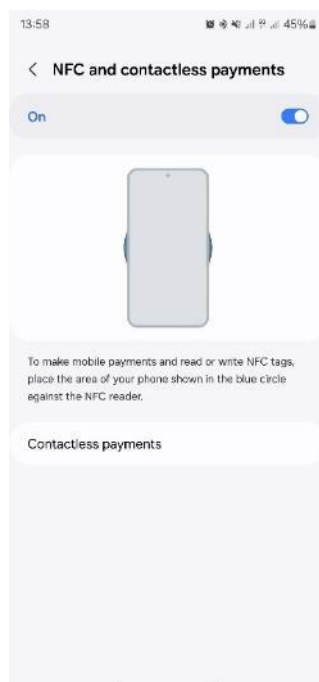 13:58
45%
NFC and contactless payments
On
To make mobile payments and read or write NFC tags,
place the area of your phone shown in the blue circle
against the NFC reader.
Contactless payments